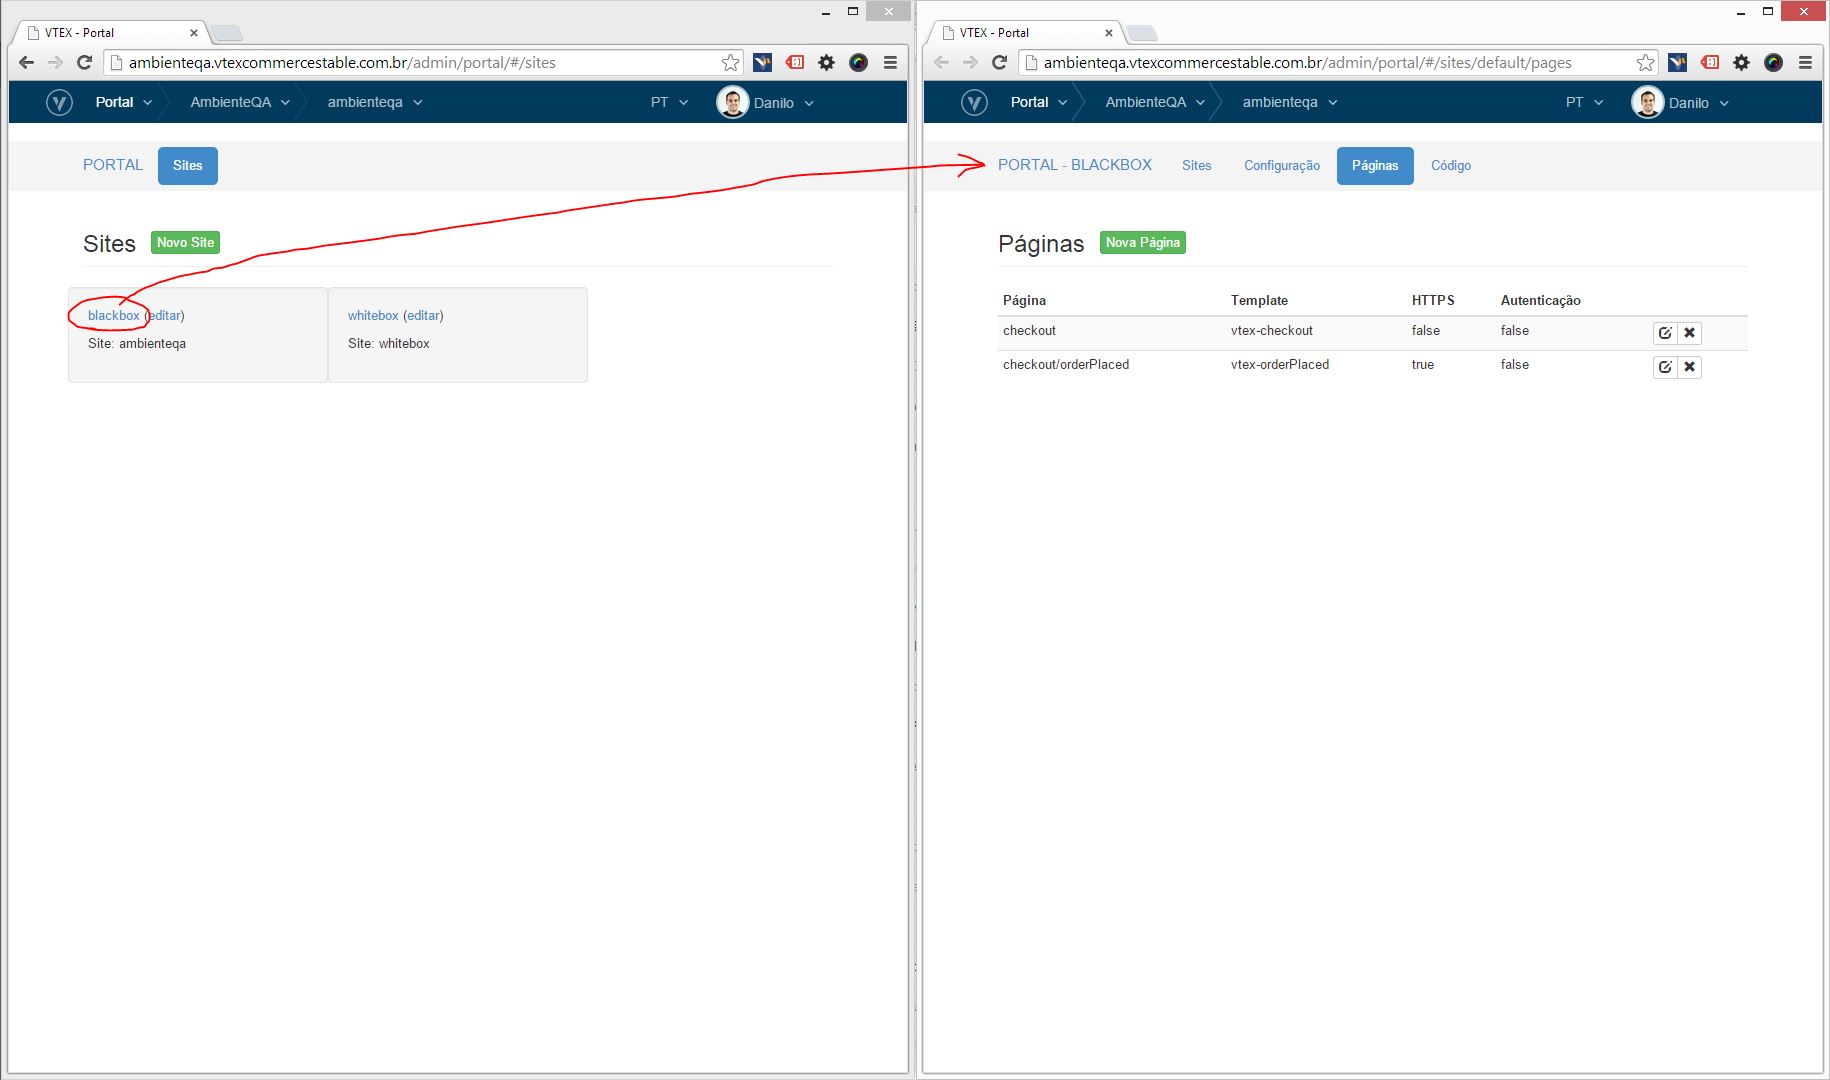 VTEX - Portal
ambienteqa.vtexcommercestable.com.br/admin/portal/#/sites
Portal AmbienteQA ambienteqa PT Danilo
PORTAL Sites
Sites Novo Site
blackbox (editar)
Site: ambienteqa
whitebox (editar)
Site: whitebox
VTEX - Portal
ambienteqa.vtexcommercestable.com.br/admin/portal/#/sites/default/pages
Portal AmbienteQA ambienteqa PT Danilo
PORTAL - BLACKBOX Sites Configuração Páginas Código
Páginas Nova Página
Página Template HTTPS Autenticação
checkout vtex-checkout false false
checkout/orderPlaced vtex-orderPlaced true false